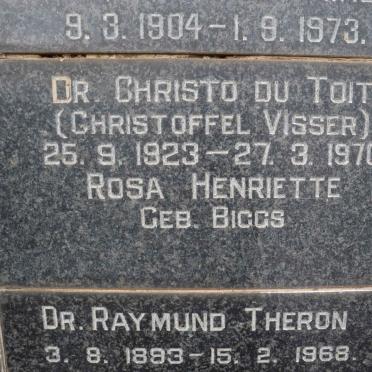 9. 3. 1904 – 1. 9. 1973.
DR. CHRISTO DU TOIT
(CHRISTOFFEL VISSER)
25. 9. 1923 – 27. 3. 1970
ROSA HENRIETTE
GEB. BIGGS
DR. RAYMUND THERON
3. 8. 1893 – 15. 2. 1968.